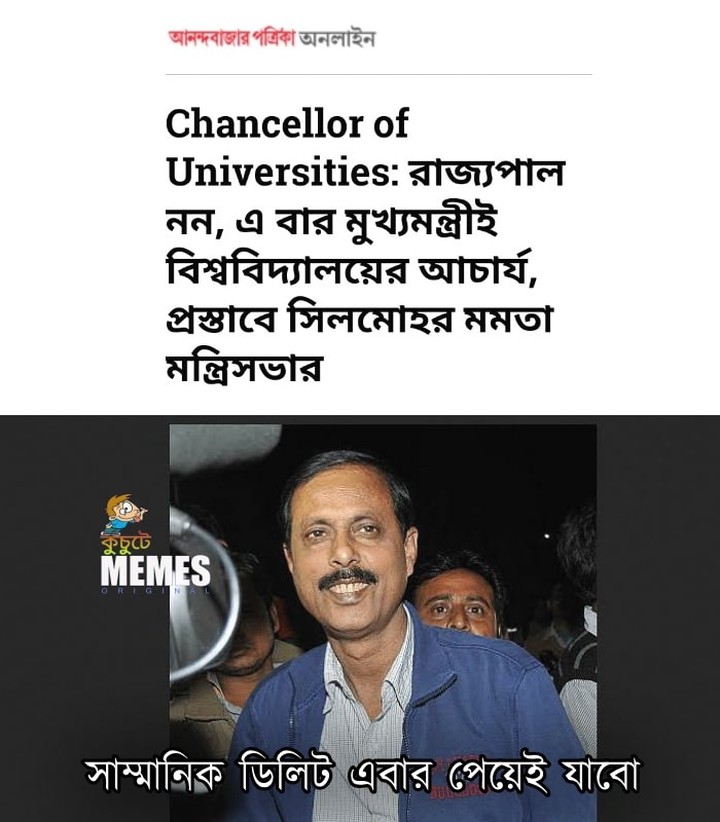 আনন্দবাজার পত্রিকা অনলাইন
Chancellor of
Universities: রাজ্যপাল
নন, এ বার মুখ্যমন্ত্রীই
বিশ্ববিদ্যালয়ের আচার্য,
প্রস্তাবে সিলমোহর মমতা
মন্ত্রিসভার
কুচুটে
MEMES
ORIGINAL
সাম্মানিক ডিলিট এবার পেয়েই যাবো